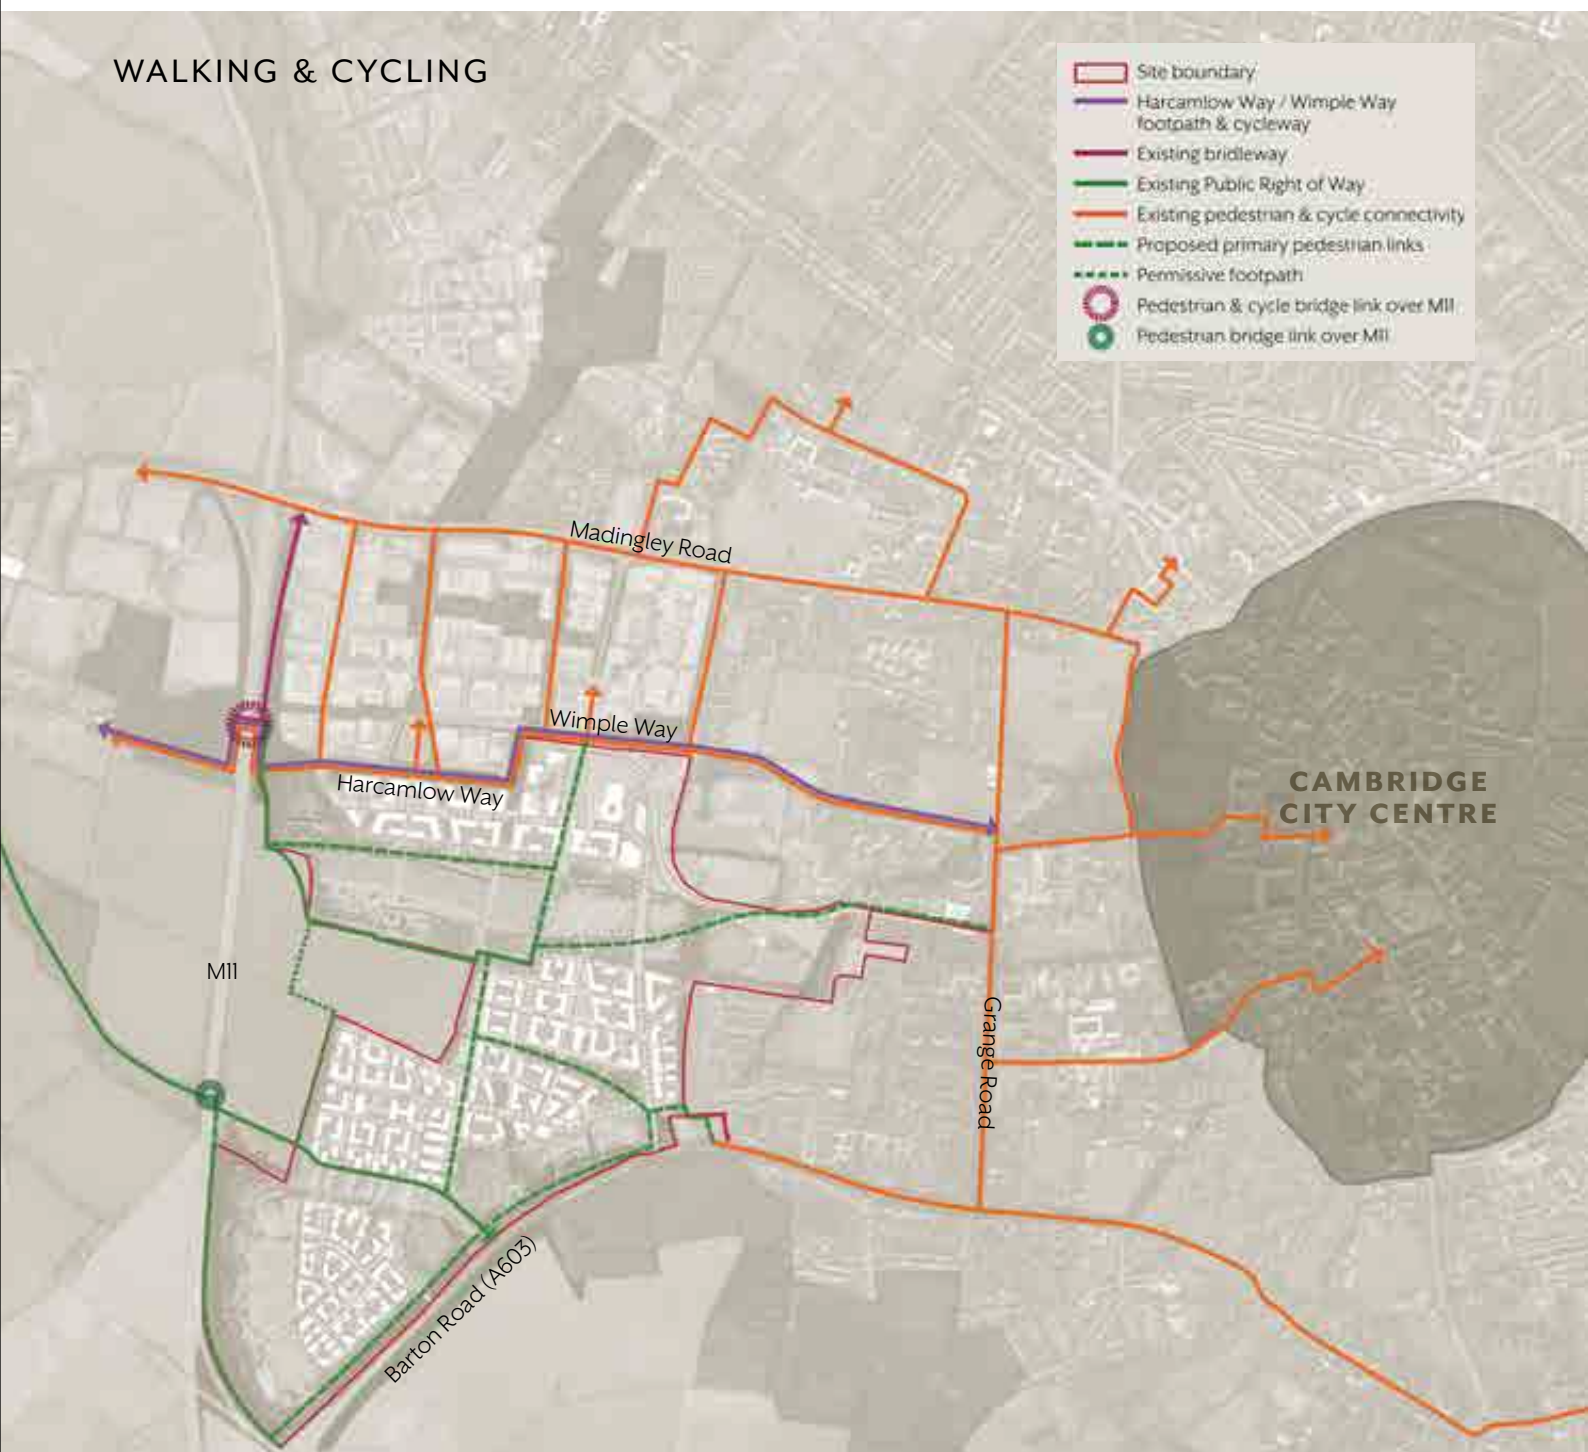 WALKING & CYCLING
Site boundary
Harcamlow Way / Wimple Way
footpath & cycleway
Existing bridleway
Existing Public Right of Way
Existing pedestrian & cycle connectivity
Proposed primary pedestrian links
Permissive footpath
Pedestrian & cycle bridge link over M11
Pedestrian bridge link over M11
Madingley Road
Wimple Way
Harcamlow Way
CAMBRIDGE
CITY CENTRE
M11
Grange Road
Barton Road (A603)